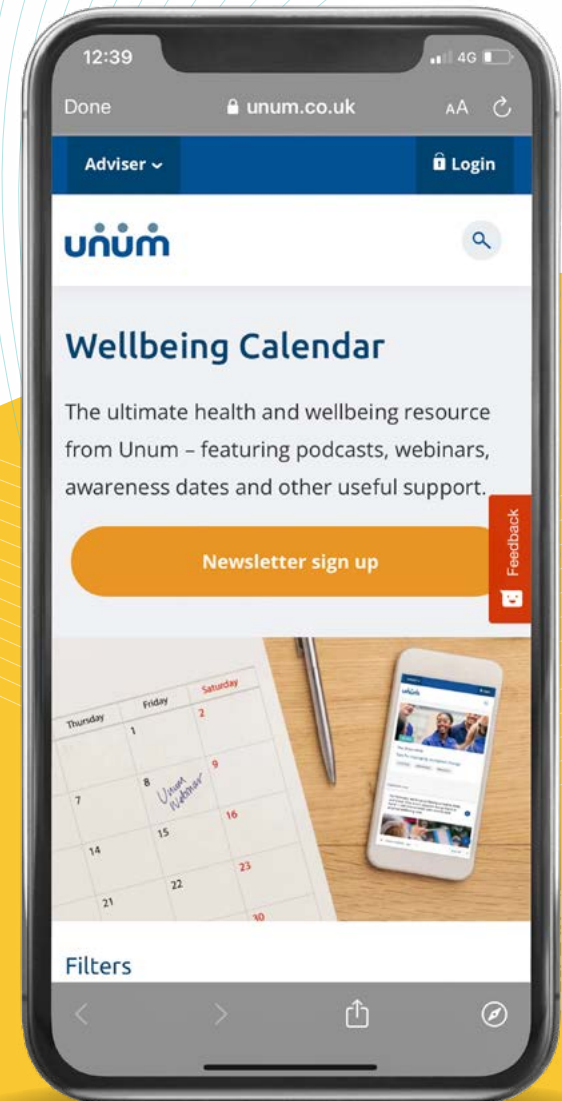 12:39
4G
Done
unum.co.uk
AA
Adviser
Login
unum
Wellbeing Calendar
The ultimate health and wellbeing resource
from Unum – featuring podcasts, webinars,
awareness dates and other useful support.
Feedback
Newsletter sign up
Thursday Friday Saturday
1 2
7 8 9
Unum
Webinar
14 15 16
21 22 23
30
Filters